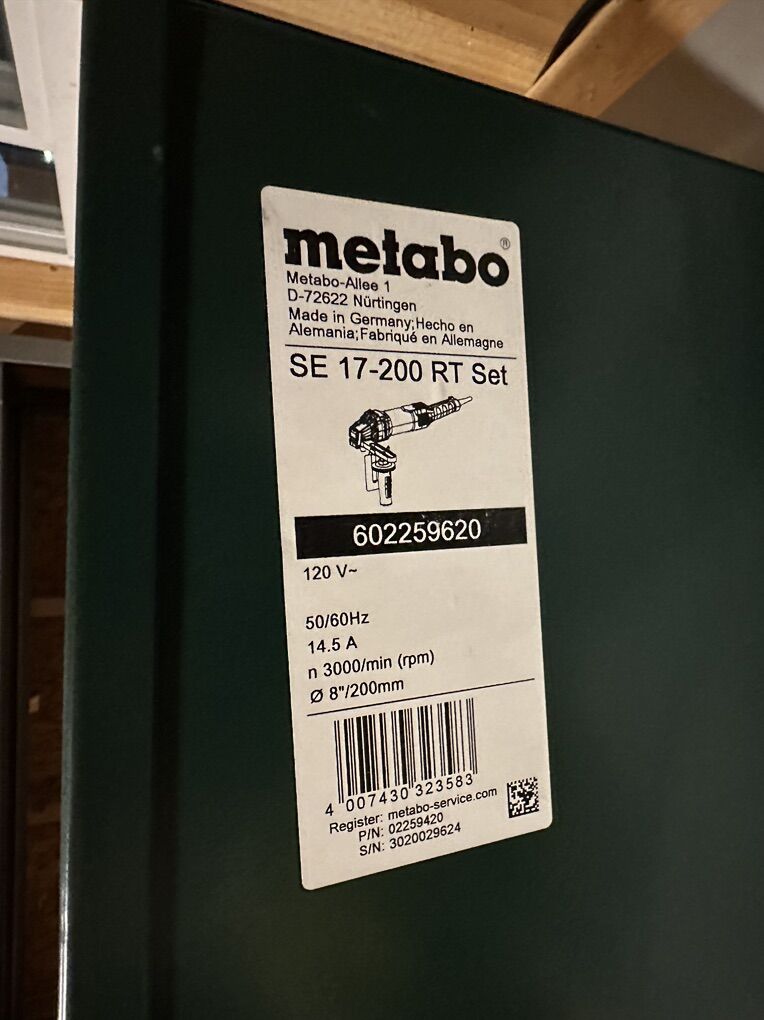 metabo®
Metabo-Allee 1
D-72622 Nürtingen
Made in Germany;Hecho en
Alemania;Fabriqué en Allemagne
SE 17-200 RT Set
602259620
120 V~
50/60Hz
14.5 A
n 3000/min (rpm)
Ø 8"/200mm
4 007430 323583
Register: metabo-service.com
P/N: 02259420
S/N: 3020029624